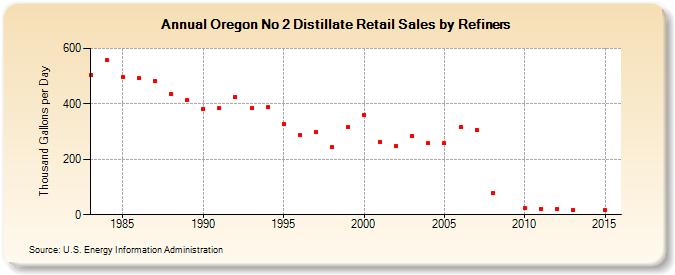 Annual Oregon No 2 Distillate Retail Sales by Refiners
Thousand Gallons per Day
600
400
200
0
1985 1990 1995 2000 2005 2010 2015
Source: U.S. Energy Information Administration